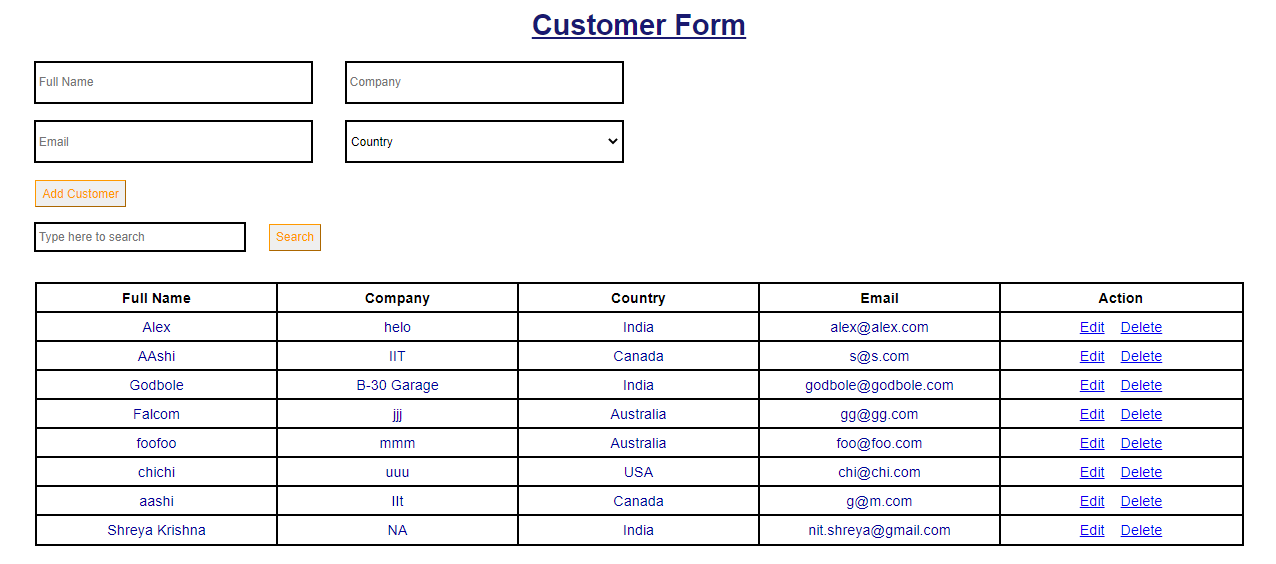 Customer Form
Full Name Company
Email Country
Add Customer
Type here to search Search
Full Name Company Country Email Action
Alex helo India alex@alex.com Edit Delete
AAshi IIT Canada s@s.com Edit Delete
Godbole B-30 Garage India godbole@godbole.com Edit Delete
Falcom jjj Australia gg@gg.com Edit Delete
foofoo mmm Australia foo@foo.com Edit Delete
chichi uuu USA chi@chi.com Edit Delete
aashi IIt Canada g@m.com Edit Delete
Shreya Krishna NA India nit.shreya@gmail.com Edit Delete